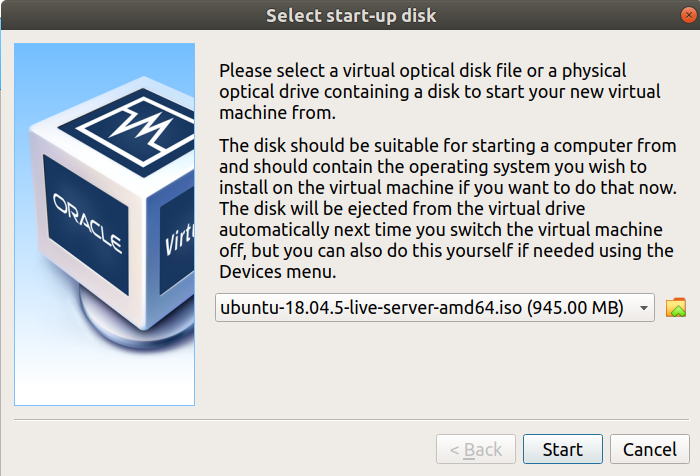 Select start-up disk
Please select a virtual optical disk file or a physical
optical drive containing a disk to start your new virtual
machine from.
The disk should be suitable for starting a computer from
and should contain the operating system you wish to
install on the virtual machine if you want to do that now.
The disk will be ejected from the virtual drive
automatically next time you switch the virtual machine
off, but you can also do this yourself if needed using the
Devices menu.
ORACLE
Virtu
ubuntu-18.04.5-live-server-amd64.iso (945.00 MB)
< Back
Start
Cancel